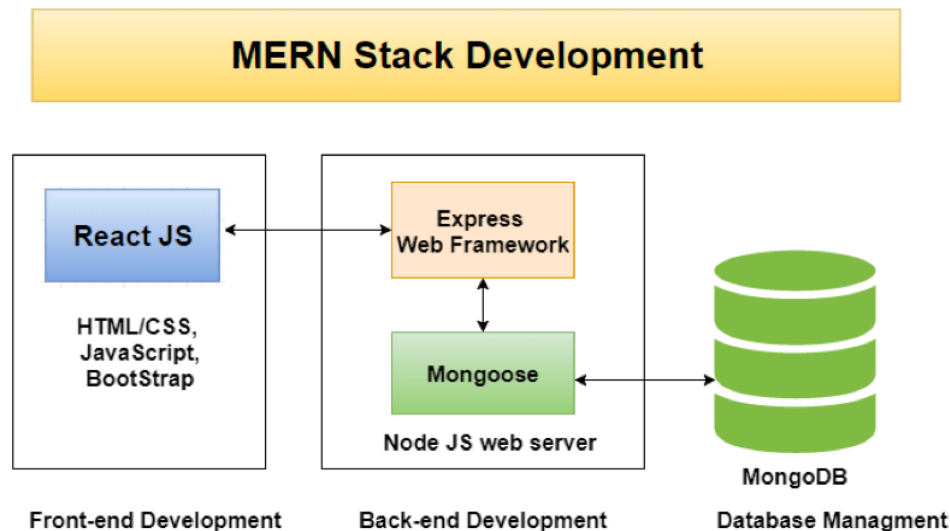 MERN Stack Development
React JS
HTML/CSS,
JavaScript,
BootStrap
Front-end Development
Express
Web Framework
Mongoose
Node JS web server
Back-end Development
MongoDB
Database Managment